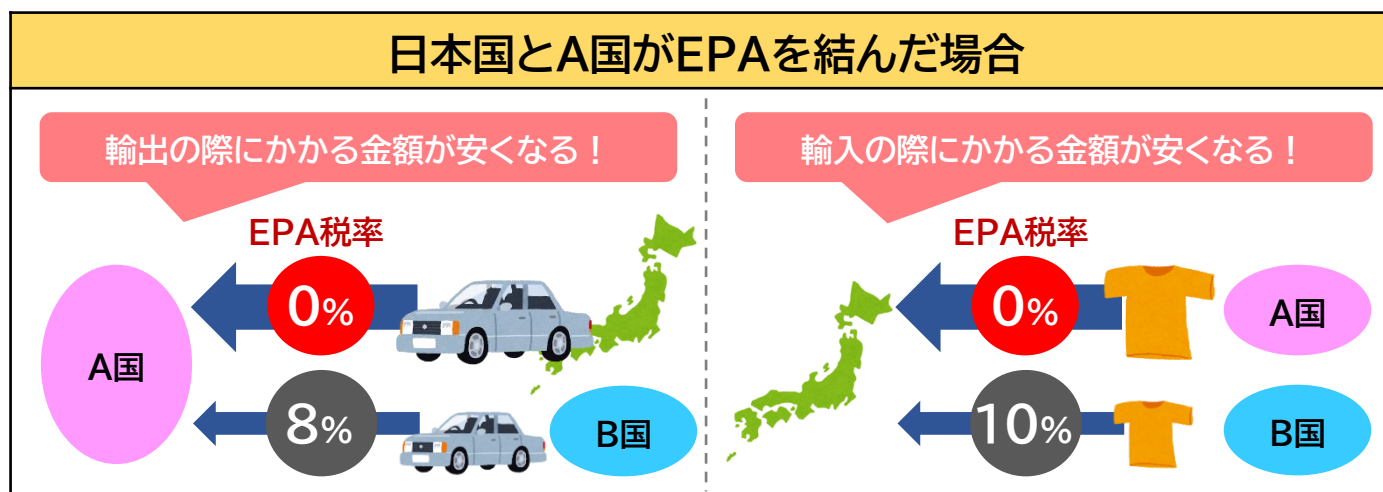 日本国とA国がEPAを結んだ場合
輸出の際にかかる金額が安くなる！
EPA税率
0%
A国
8%
B国
輸入の際にかかる金額が安くなる！
EPA税率
0%
A国
10%
B国